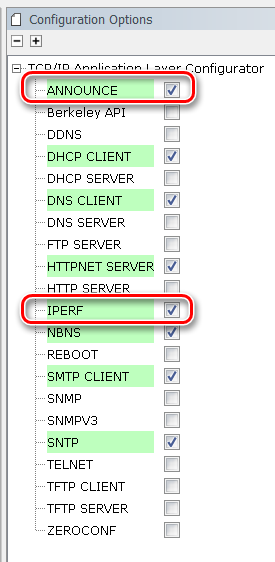 Configuration Options
TCP/IP Application Layer Configurator
ANNOUNCE
Berkeley API
DDNS
DHCP CLIENT
DHCP SERVER
DNS CLIENT
DNS SERVER
FTP SERVER
HTTPNET SERVER
HTTP SERVER
IPERF
NBNS
REBOOT
SMTP CLIENT
SNMP
SNMPV3
SNTP
TELNET
TFTP CLIENT
TFTP SERVER
ZEROCONF